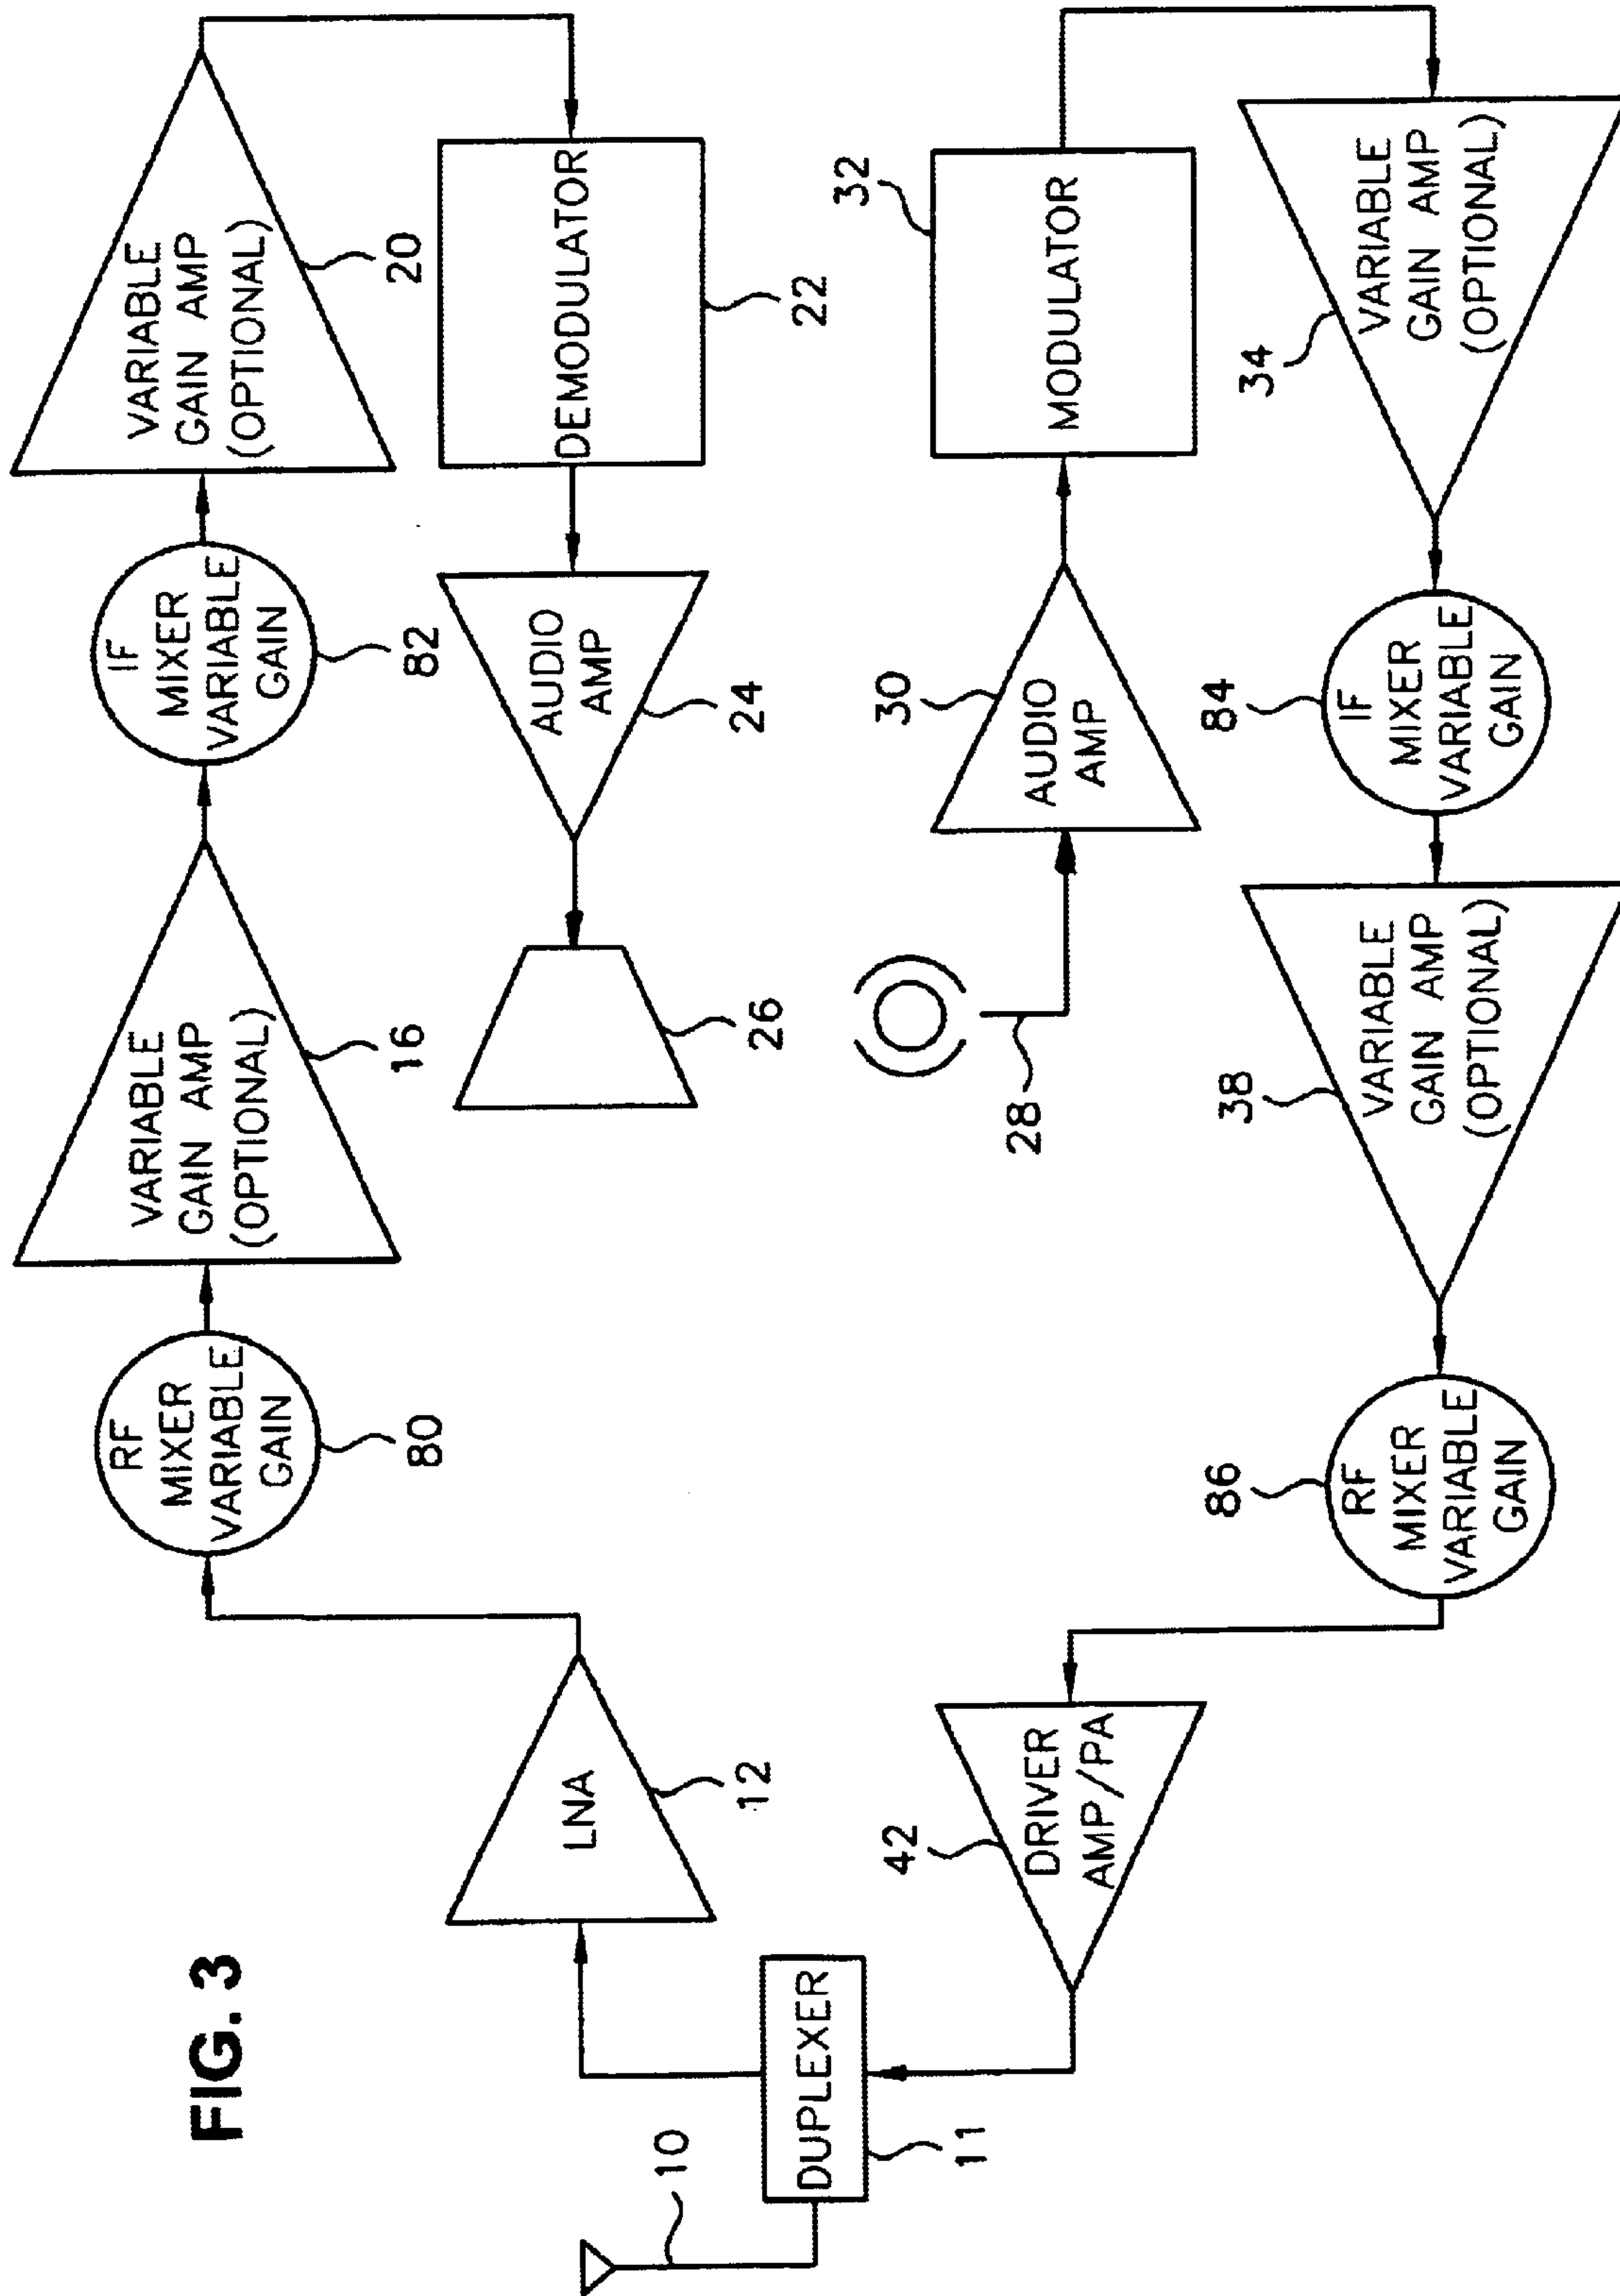 FIG. 3
10
DUPLEXER
11
LNA
12
RF
MIXER
VARIABLE
GAIN
80
VARIABLE
GAIN AMP
(OPTIONAL)
16
IF
MIXER
VARIABLE
GAIN
82
VARIABLE
GAIN AMP
(OPTIONAL)
20
DEMODULATOR
22
AUDIO
AMP
24
26
28
AUDIO
AMP
30
MODULATOR
32
VARIABLE
GAIN AMP
(OPTIONAL)
34
IF
MIXER
VARIABLE
GAIN
84
VARIABLE
GAIN AMP
(OPTIONAL)
38
RF
MIXER
VARIABLE
GAIN
86
DRIVER
AMP/PA
42